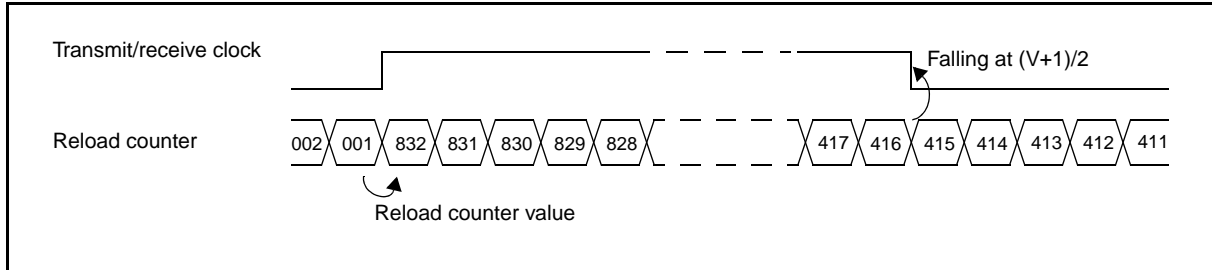 Transmit/receive clock
Falling at (V+1)/2
Reload counter
002 001 832 831 830 829 828 417 416 415 414 413 412 411
Reload counter value